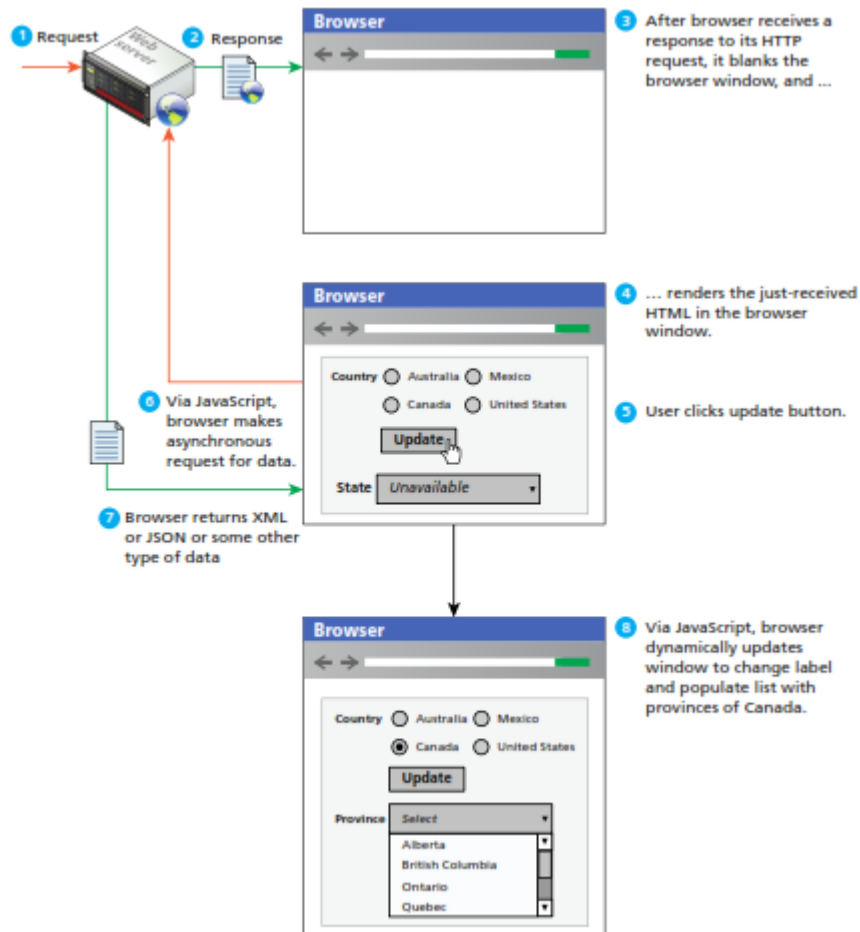 1 Request
Web
server
2 Response
Browser
3 After browser receives a
response to its HTTP
request, it blanks the
browser window, and ...
Browser
4 ... renders the just-received
HTML in the browser
window.
Country Australia Mexico
Canada United States
5 User clicks update button.
Update
State Unavailable
6 Via JavaScript,
browser makes
asynchronous
request for data.
7 Browser returns XML
or JSON or some other
type of data
Browser
8 Via JavaScript, browser
dynamically updates
window to change label
and populate list with
provinces of Canada.
Country Australia Mexico
Canada United States
Update
Province Select
Alberta
British Columbia
Ontario
Quebec